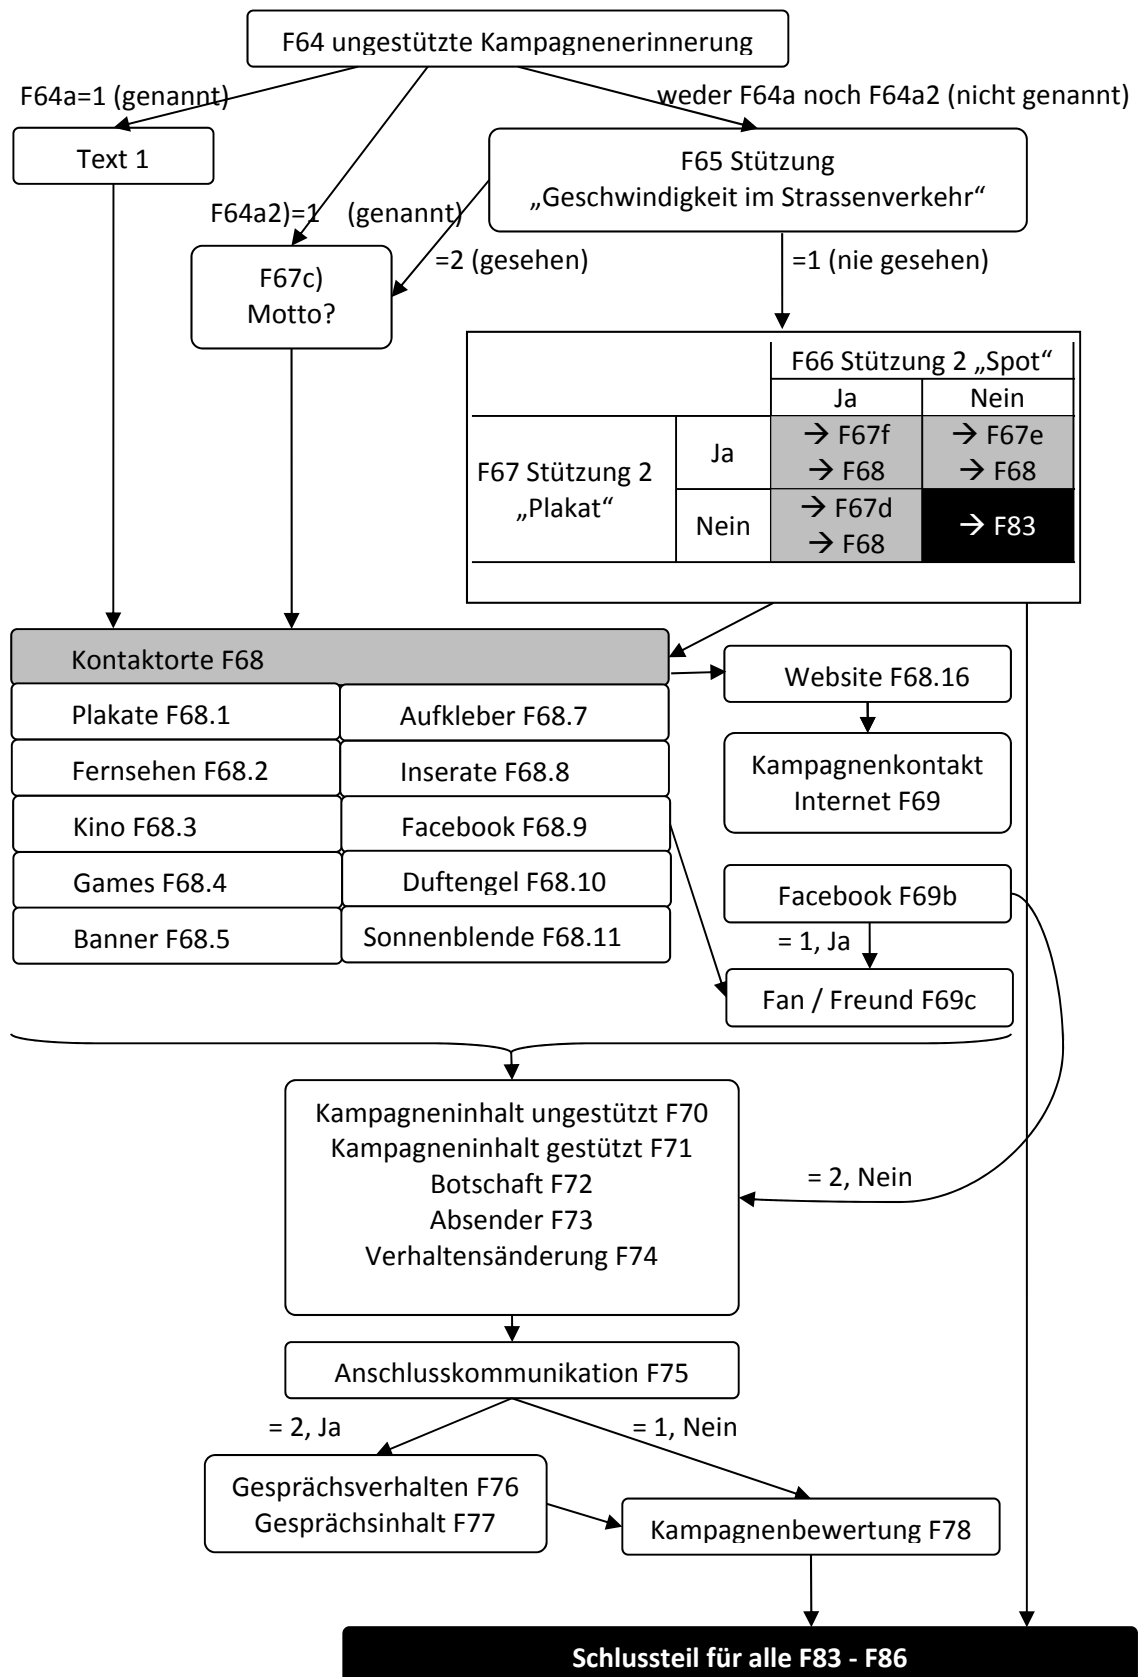 F64 ungestützte Kampagnenerinnerung
F64a=1 (genannt)
weder F64a noch F64a2 (nicht genannt)
Text 1
F65 Stützung
„Geschwindigkeit im Strassenverkehr“
F64a2)=1 (genannt)
=2 (gesehen)
=1 (nie gesehen)
F67c)
Motto?
F66 Stützung 2 „Spot“
Ja Nein
F67 Stützung 2
„Plakat“
Ja
→ F67f
→ F68
→ F67e
→ F68
Nein
→ F67d
→ F68
→ F83
Kontaktorte F68
Plakate F68.1
Aufkleber F68.7
Fernsehen F68.2
Inserate F68.8
Kino F68.3
Facebook F68.9
Games F68.4
Duftengel F68.10
Banner F68.5
Sonnenblende F68.11
Website F68.16
Kampagnenkontakt
Internet F69
Facebook F69b
= 1, Ja
Fan / Freund F69c
Kampagneninhalt ungestützt F70
Kampagneninhalt gestützt F71
Botschaft F72
Absender F73
Verhaltensänderung F74
= 2, Nein
Anschlusskommunikation F75
= 2, Ja
= 1, Nein
Gesprächsverhalten F76
Gesprächsinhalt F77
Kampagnenbewertung F78
Schlussteil für alle F83 - F86